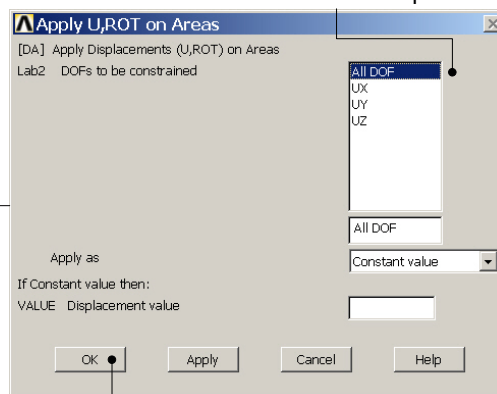 Apply U,ROT on Areas
[DA] Apply Displacements (U,ROT) on Areas
Lab2 DOFs to be constrained
All DOF
UX
UY
UZ
All DOF
Apply as
Constant value
If Constant value then:
VALUE Displacement value
OK Apply Cancel Help